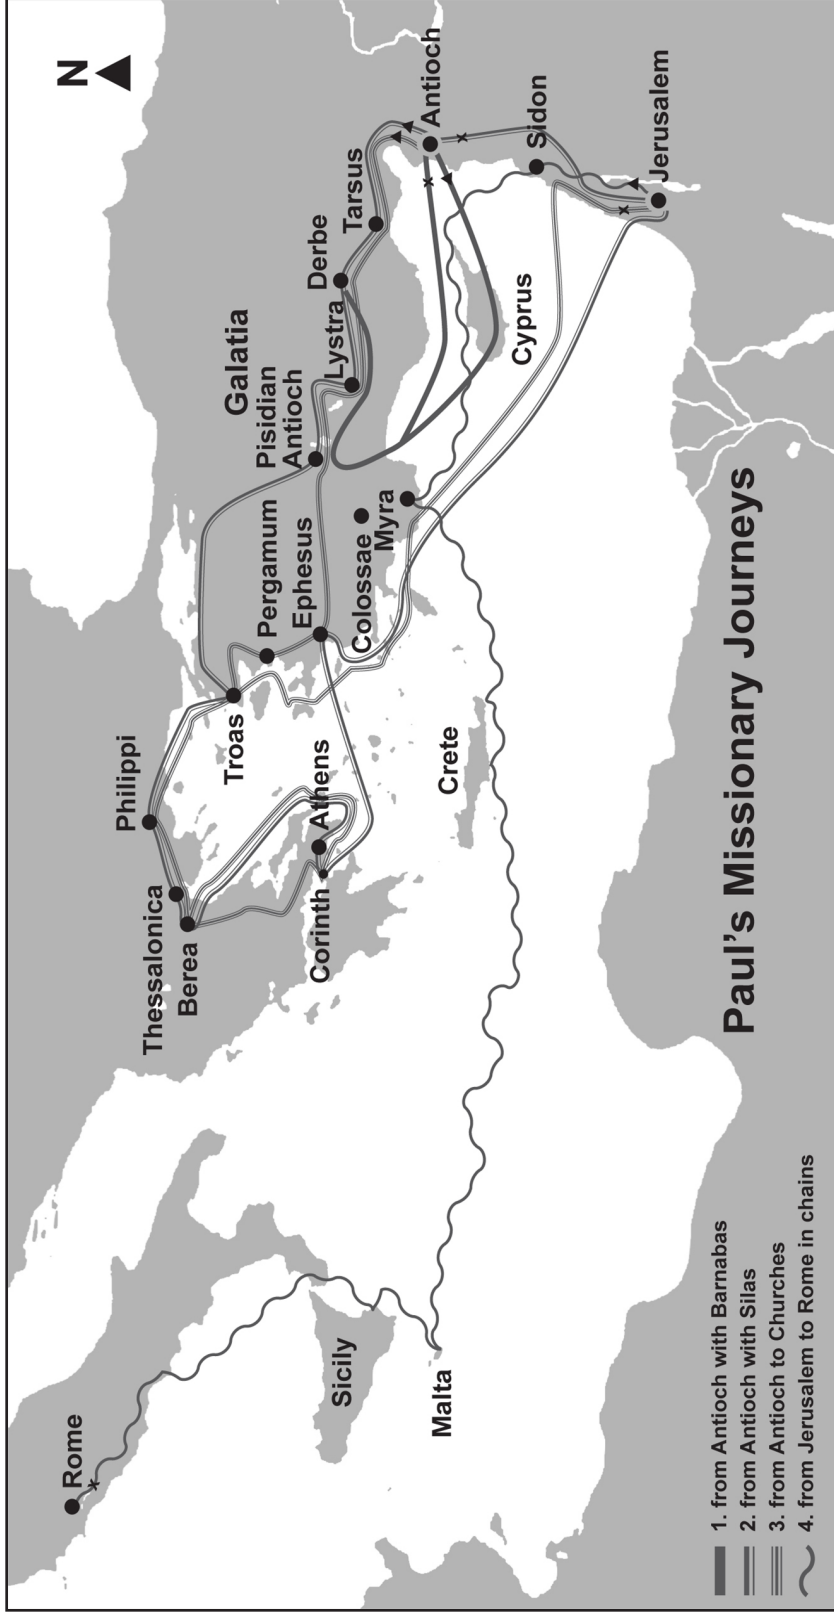 N
Rome
Sicily
Malta
Thessalonica
Berea
Philippi
Corinth
Athens
Troas
Crete
Pergamum
Ephesus
Colossae
Myra
Galatia
Pisidian
Antioch
Lystra
Derbe
Tarsus
Antioch
Cyprus
Sidon
Jerusalem
Paul’s Missionary Journeys
1. from Antioch with Barnabas
2. from Antioch with Silas
3. from Antioch to Churches
4. from Jerusalem to Rome in chains